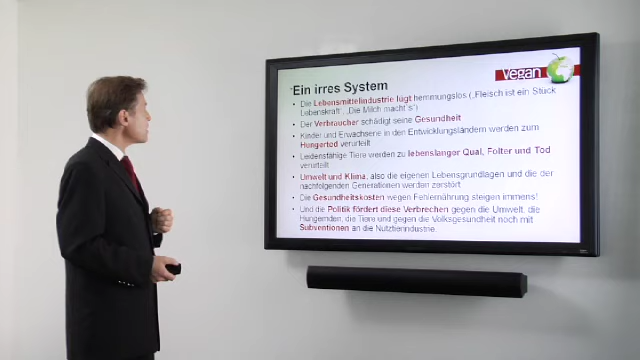 vegan
Ein irres System
• Die Lebensmittelindustrie lügt hemmungslos („Fleisch ist ein Stück
Lebenskraft", „Die Milch macht's")
• Der Verbraucher schädigt seine Gesundheit
• Kinder und Erwachsene in den Entwicklungsländern werden zum
Hungertod verurteilt
• Leidensfähige Tiere werden zu lebenslanger Qual, Folter und Tod
verurteilt
• Umwelt und Klima, also die eigenen Lebensgrundlagen und die der
nachfolgenden Generationen werden zerstört
• Die Gesundheitskosten wegen Fehlernährung steigen immens!
• Und die Politik fördert diese Verbrechen gegen die Umwelt, die
Hungernden, die Tiere und gegen die Volksgesundheit noch mit
Subventionen an die Nutztierindustrie.